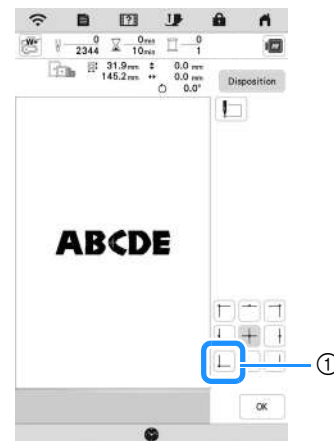 W+ 0 2344 0min 10min 0 1
31.9mm 0.0 mm
145.2mm 0.0 mm
0.0°
Disposition
ABCDE
①
OK